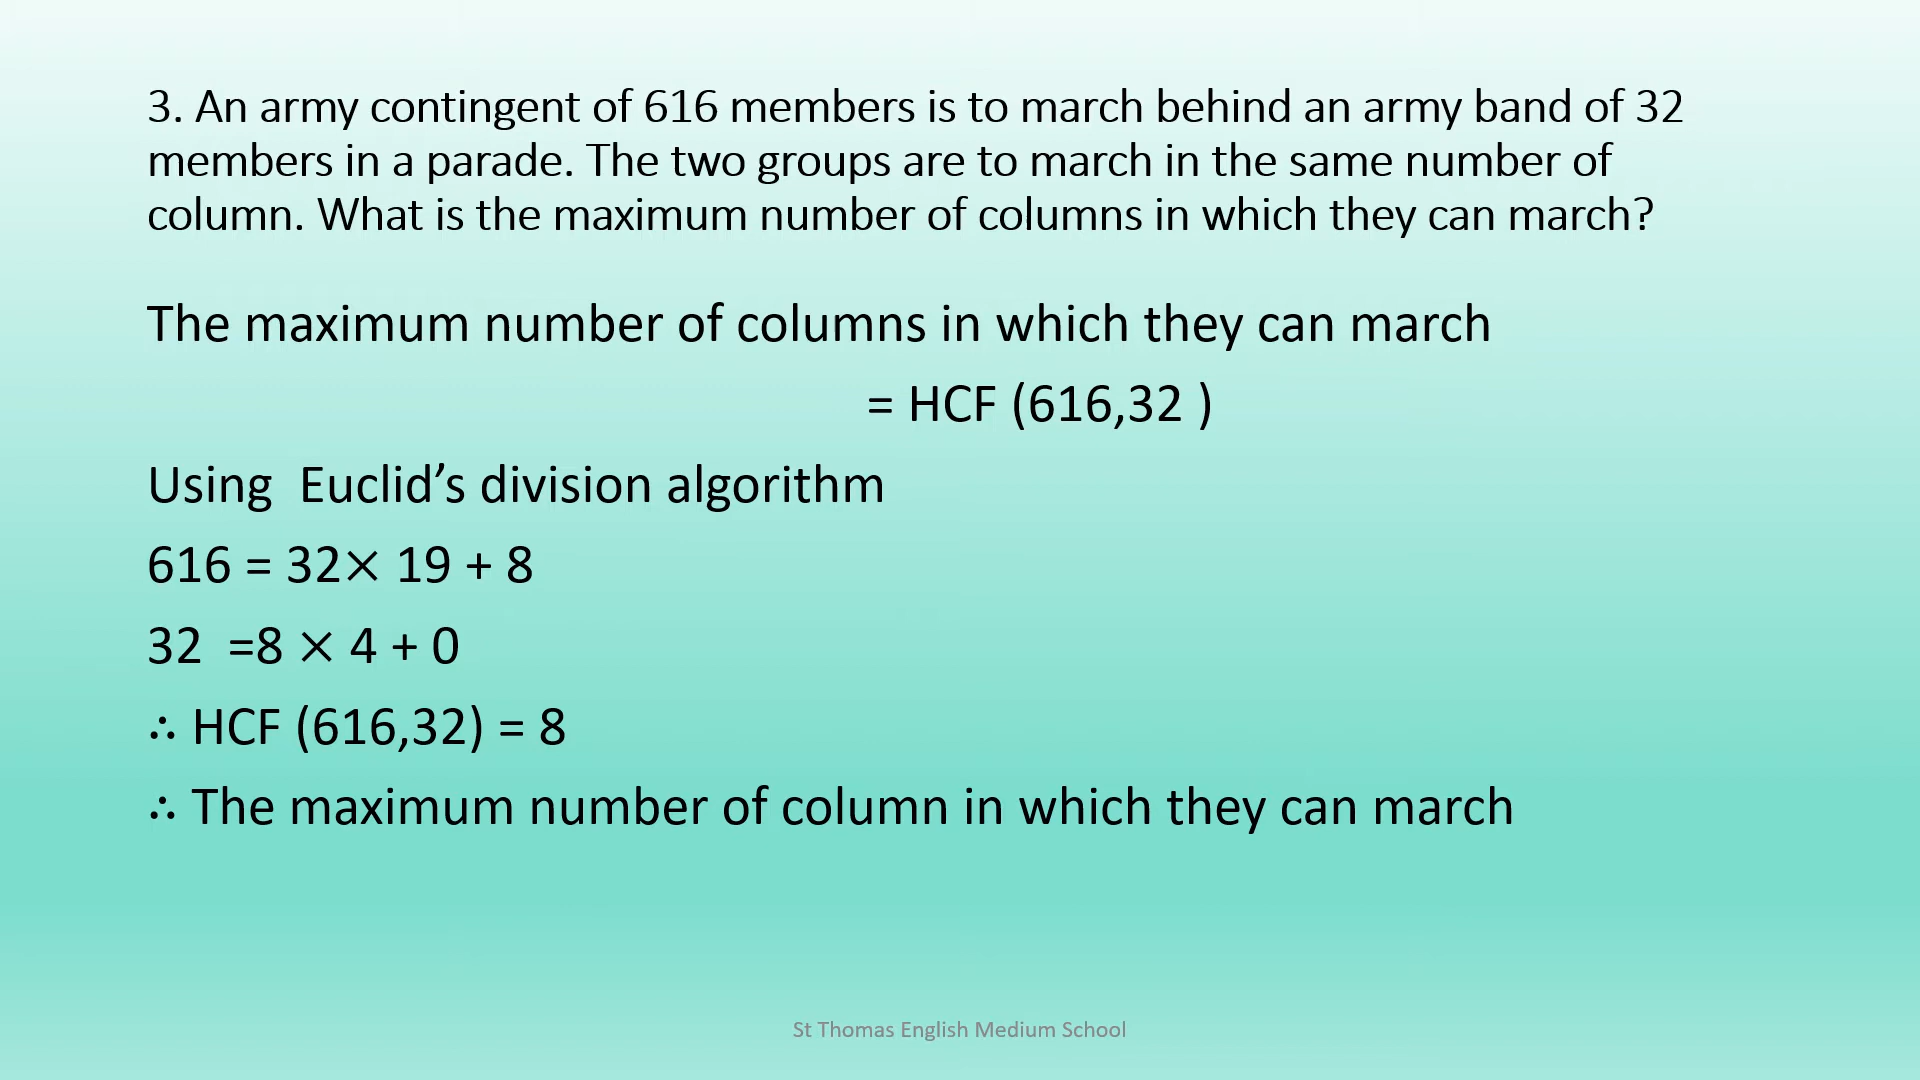 3. An army contingent of 616 members is to march behind an army band of 32
members in a parade. The two groups are to march in the same number of
column. What is the maximum number of columns in which they can march?
The maximum number of columns in which they can march
= HCF (616,32 )
Using  Euclid’s division algorithm
616 = 32× 19 + 8
32  =8 × 4 + 0
∴ HCF (616,32) = 8
∴ The maximum number of column in which they can march
St Thomas English Medium School